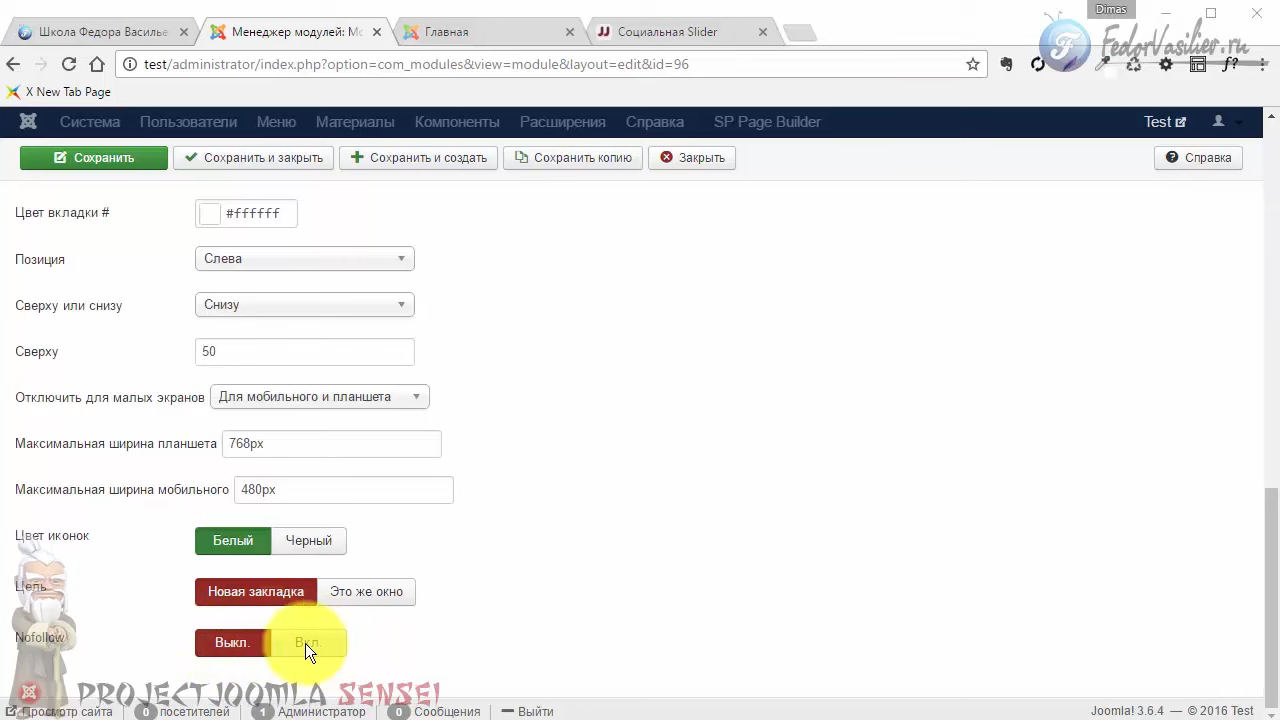 Dimas
Школа Федора Василье
Менеджер модулей: Мо
Главная
Социальная Slider
FedorVasiliev.ru
test/administrator/index.php?option=com_modules&view=module&layout=edit&id=96
X New Tab Page
Система Пользователи Меню Материалы Компоненты Расширения Справка SP Page Builder Test
Сохранить Сохранить и закрыть Сохранить и создать Сохранить копию Закрыть Справка
Цвет вкладки # #ffffff
Позиция Слева
Сверху или снизу Снизу
Сверху 50
Отключить для малых экранов Для мобильного и планшета
Максимальная ширина планшета 768px
Максимальная ширина мобильного 480px
Цвет иконок Белый Черный
Цель Новая закладка Это же окно
Nofollow Выкл. Вкл.
PROJECTJOOMLA SENSEI
Просмотр сайта 0 посетителей 1 Администратор 0 Сообщения Выйти Joomla! 3.6.4 — © 2016 Test